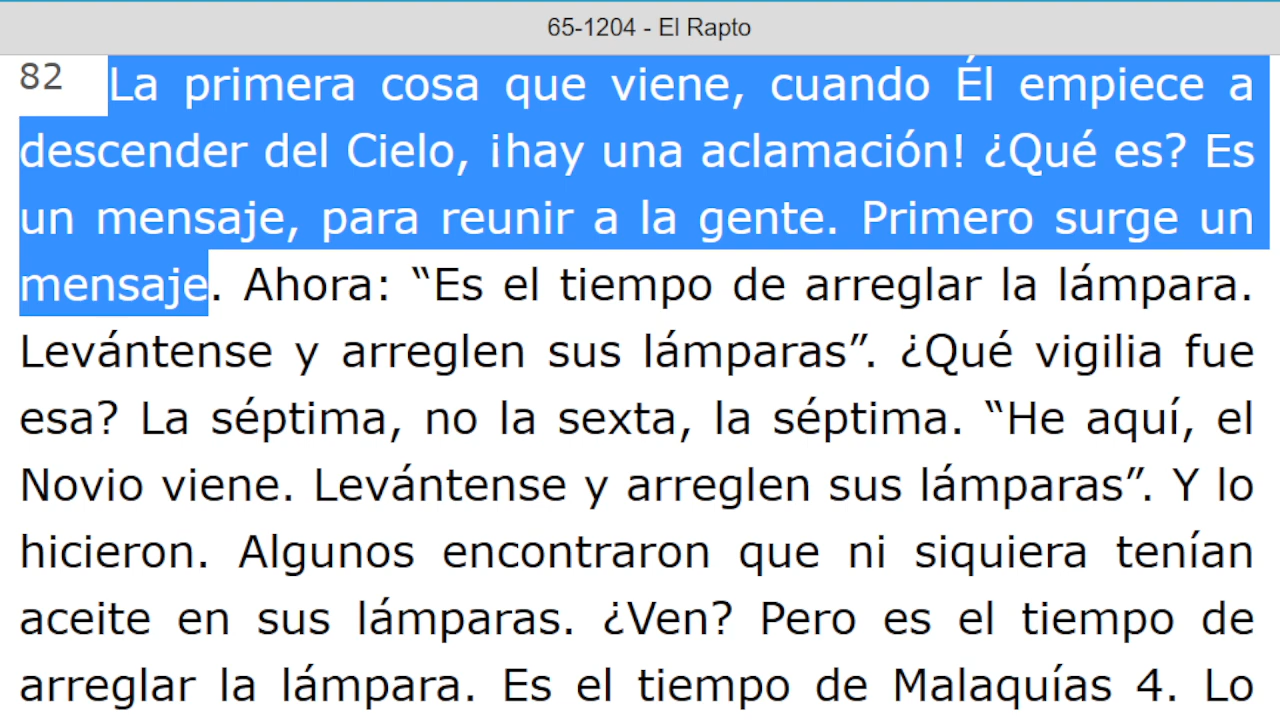 65-1204 - El Rapto
82 La primera cosa que viene, cuando Él empiece a
descender del Cielo, ¡hay una aclamación! ¿Qué es? Es
un mensaje, para reunir a la gente. Primero surge un
mensaje. Ahora: “Es el tiempo de arreglar la lámpara.
Levántense y arreglen sus lámparas”. ¿Qué vigilia fue
esa? La séptima, no la sexta, la séptima. “He aquí, el
Novio viene. Levántense y arreglen sus lámparas”. Y lo
hicieron. Algunos encontraron que ni siquiera tenían
aceite en sus lámparas. ¿Ven? Pero es el tiempo de
arreglar la lámpara. Es el tiempo de Malaquías 4. Lo